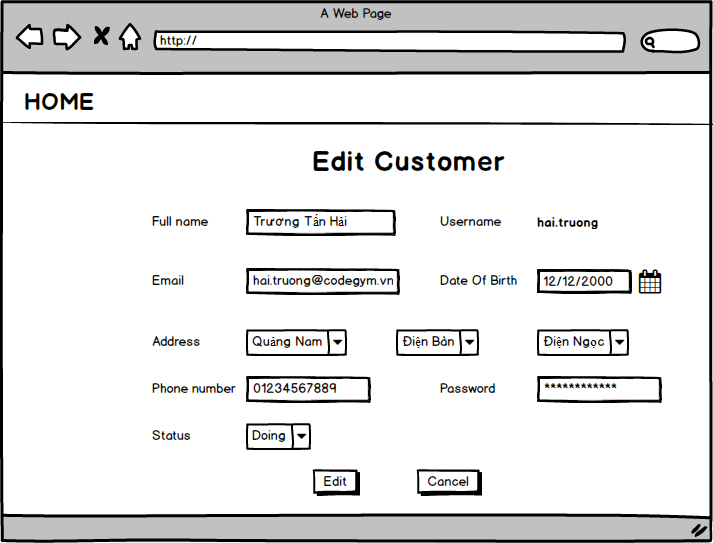 A Web Page
http://
HOME
Edit Customer
Full name Trương Tấn Hải Username hai.truong
Email hai.truong@codegym.vn Date Of Birth 12/12/2000
Address Quảng Nam Điện Bàn Điện Ngọc
Phone number 01234567889 Password ************
Status Doing
Edit Cancel